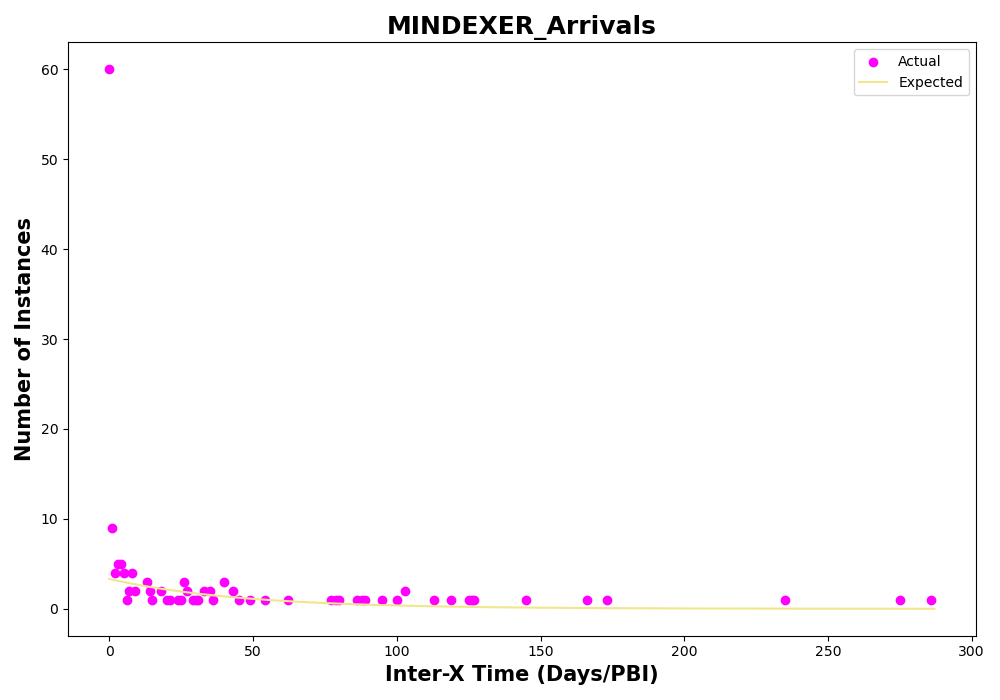 MINDEXER_Arrivals
Actual
Expected
60
50
40
30
20
10
0
Number of Instances
0 50 100 150 200 250 300
Inter-X Time (Days/PBI)